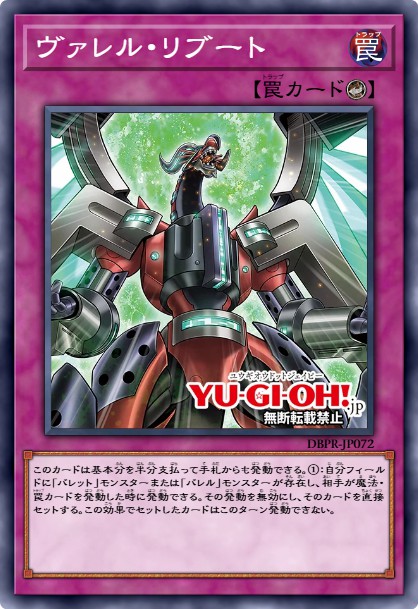 ヴァレル・リブート
罠
トラップ
【罠カード】
トラップ
ユウギオウドットジェイピー
YU-GI-OH!.jp
無断転載禁止
DBPR-JP072
このカードは基本分を半分支払って手札からも発動できる。①:自分フィール
ドに「バレット」モンスターまたは「バレル」モンスターが存在し、相手が魔法・
罠カードを発動した時に発動できる。その発動を無効にし、そのカードを直接
セットする。この効果でセットしたカードはこのターン発動できない。